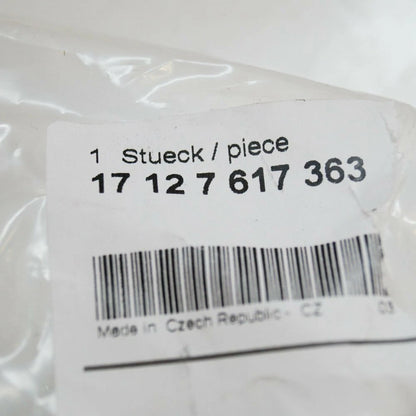 1 Stueck / piece
17 12 7 617 363
Made in Czech Republic - CZ 03